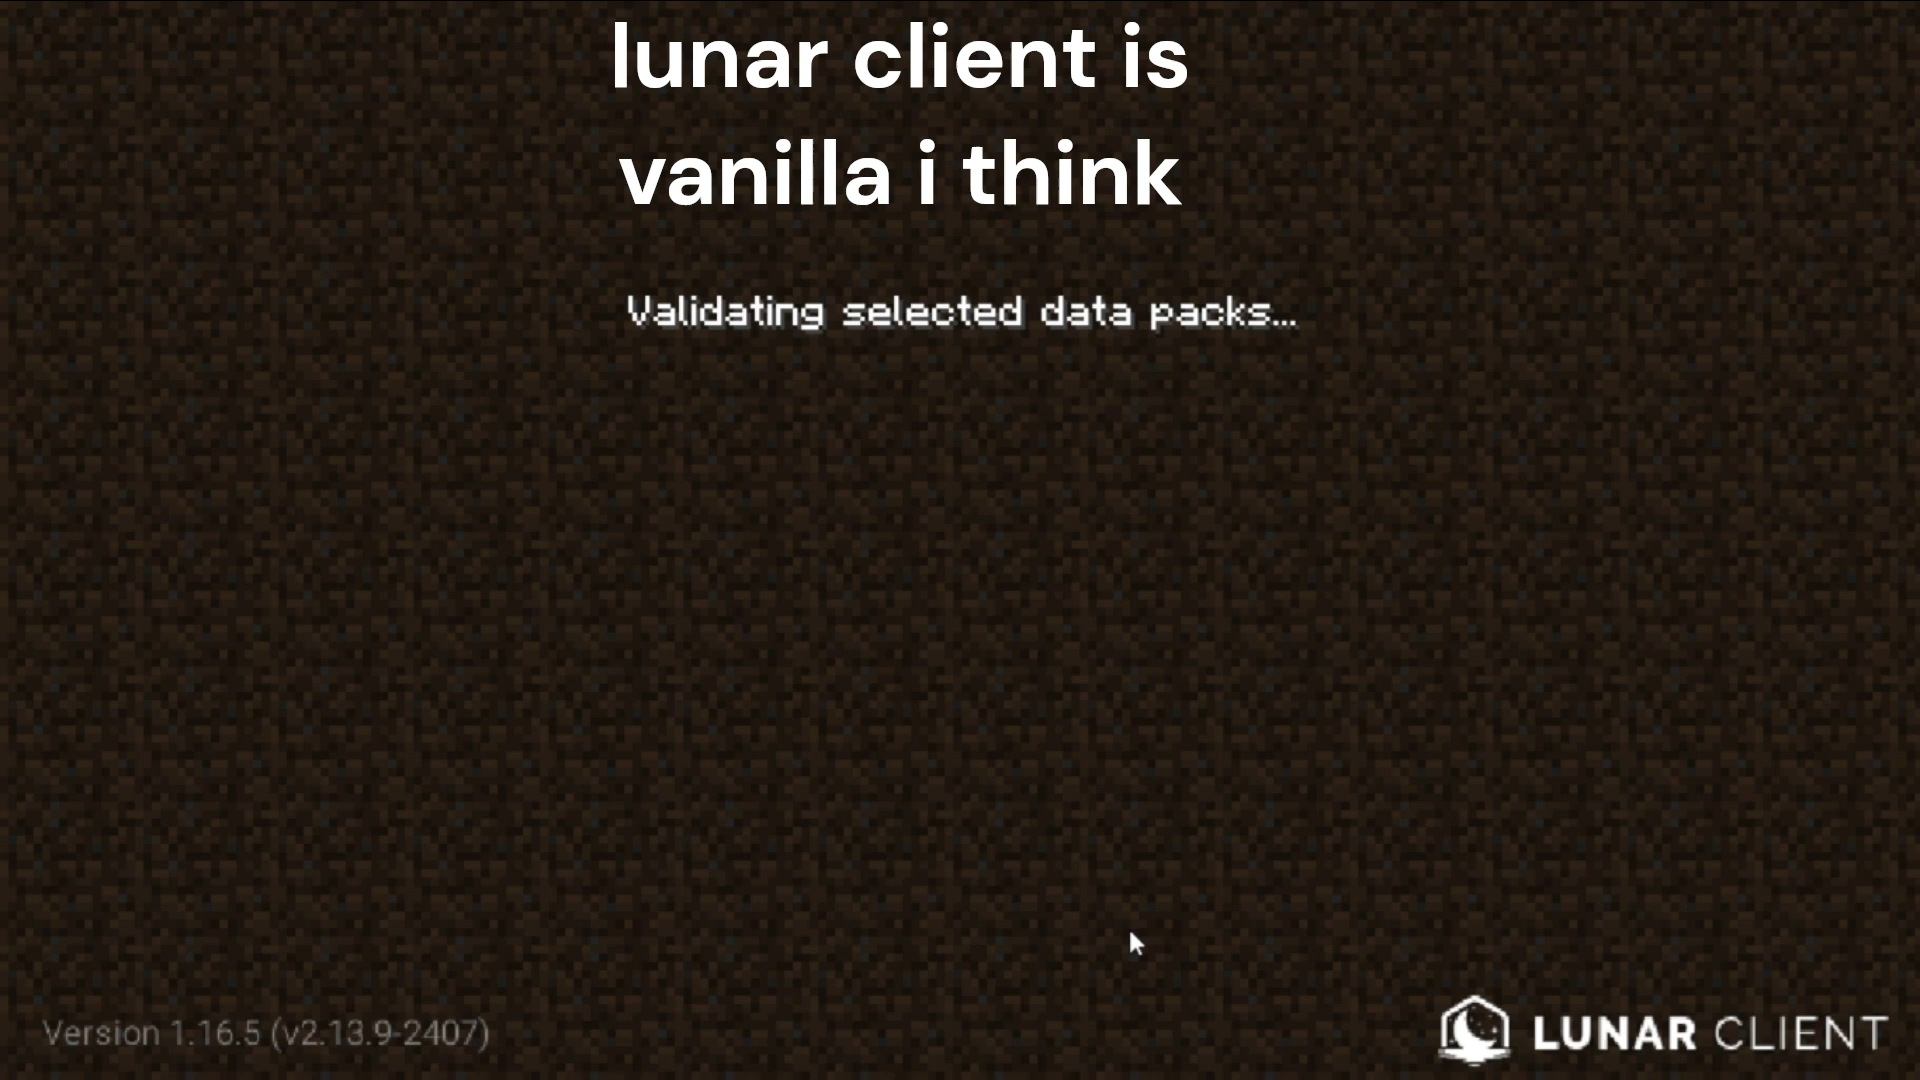 lunar client is
vanilla i think
Validating selected data packs...
Version 1.16.5 (v2.13.9-2407)
LUNAR CLIENT